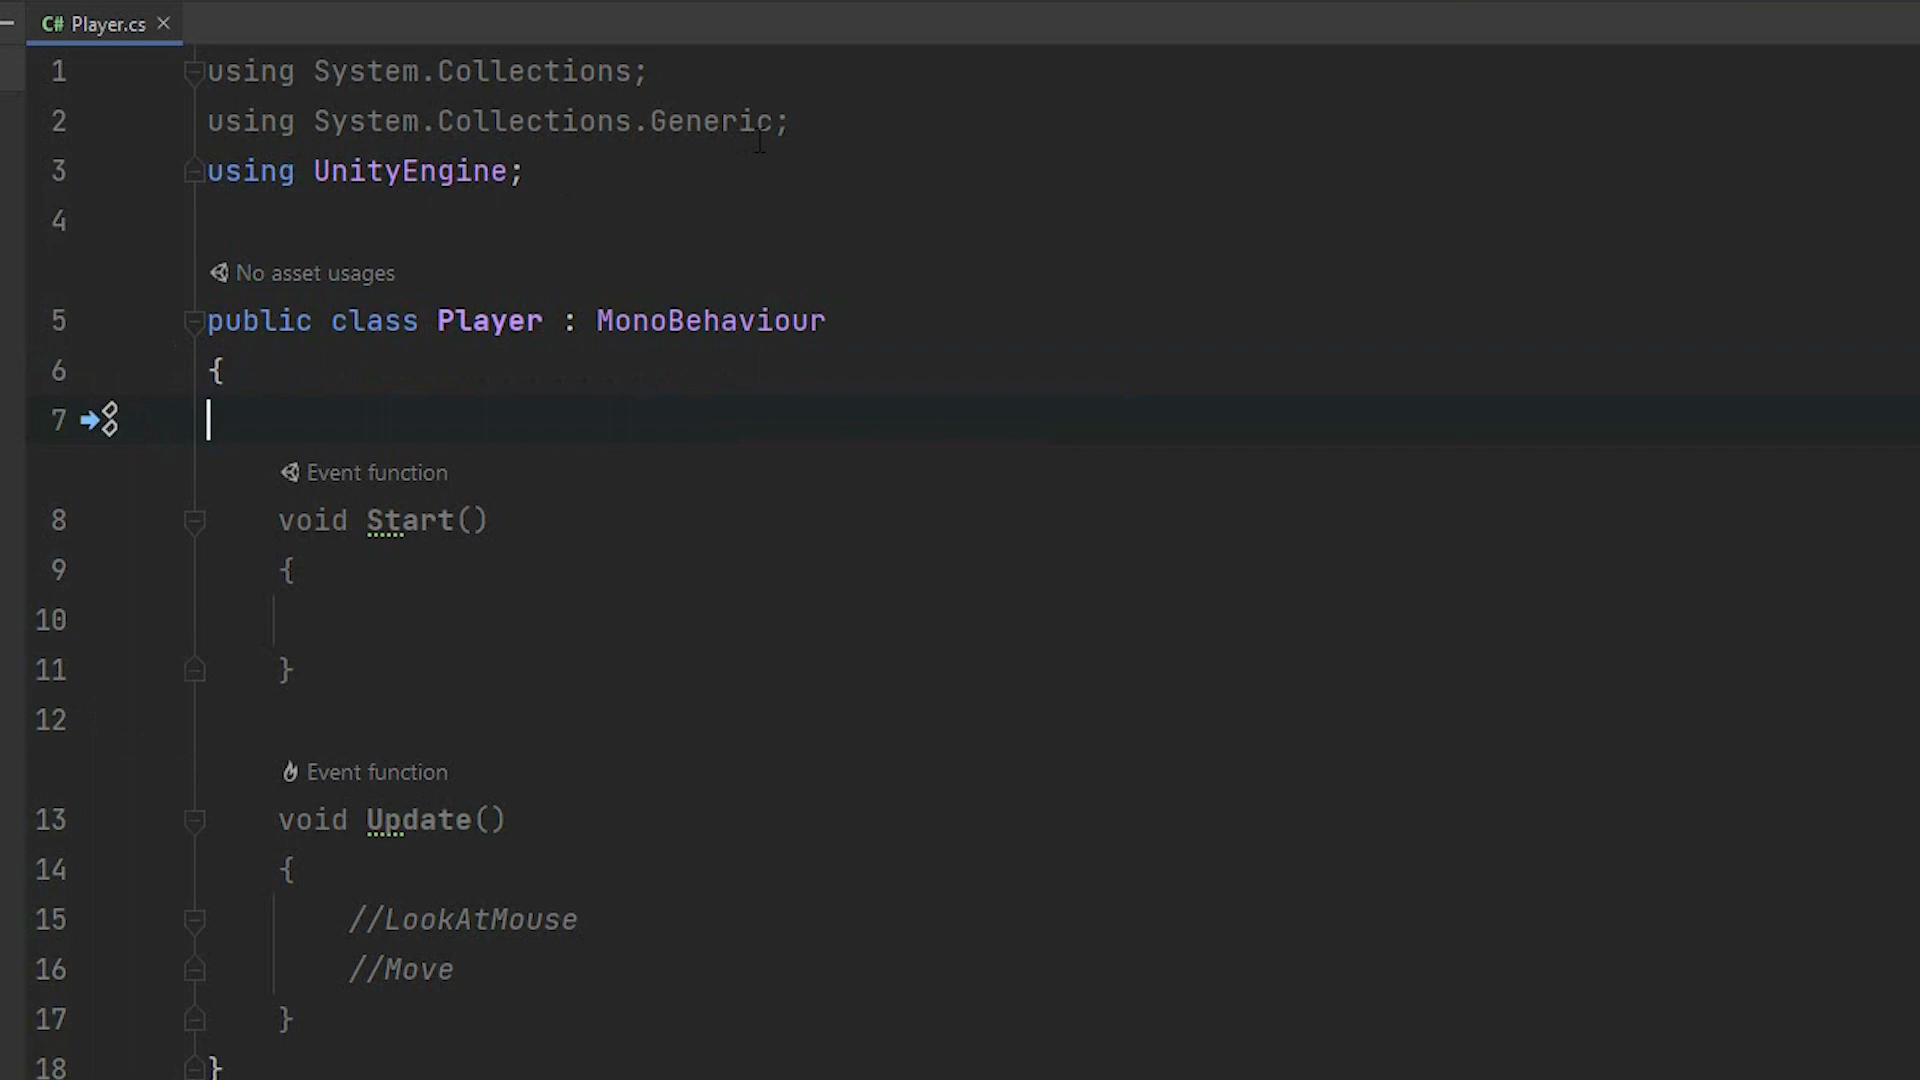 C# Player.cs ×
1 using System.Collections;
2 using System.Collections.Generic;
3 using UnityEngine;
4
No asset usages
5 public class Player : MonoBehaviour
6 {
7
Event function
8 void Start()
9 {
10
11 }
12
Event function
13 void Update()
14 {
15 //LookAtMouse
16 //Move
17 }
18 }